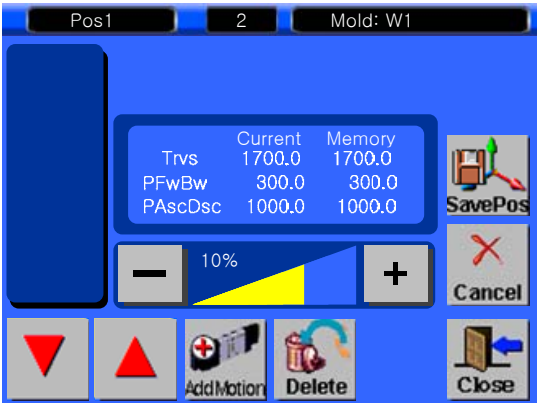 Pos1 2 Mold: W1
Current Memory
Trvs 1700.0 1700.0
PFwBw 300.0 300.0
PAscDsc 1000.0 1000.0
SavePos
10%
Cancel
AddMotion Delete Close